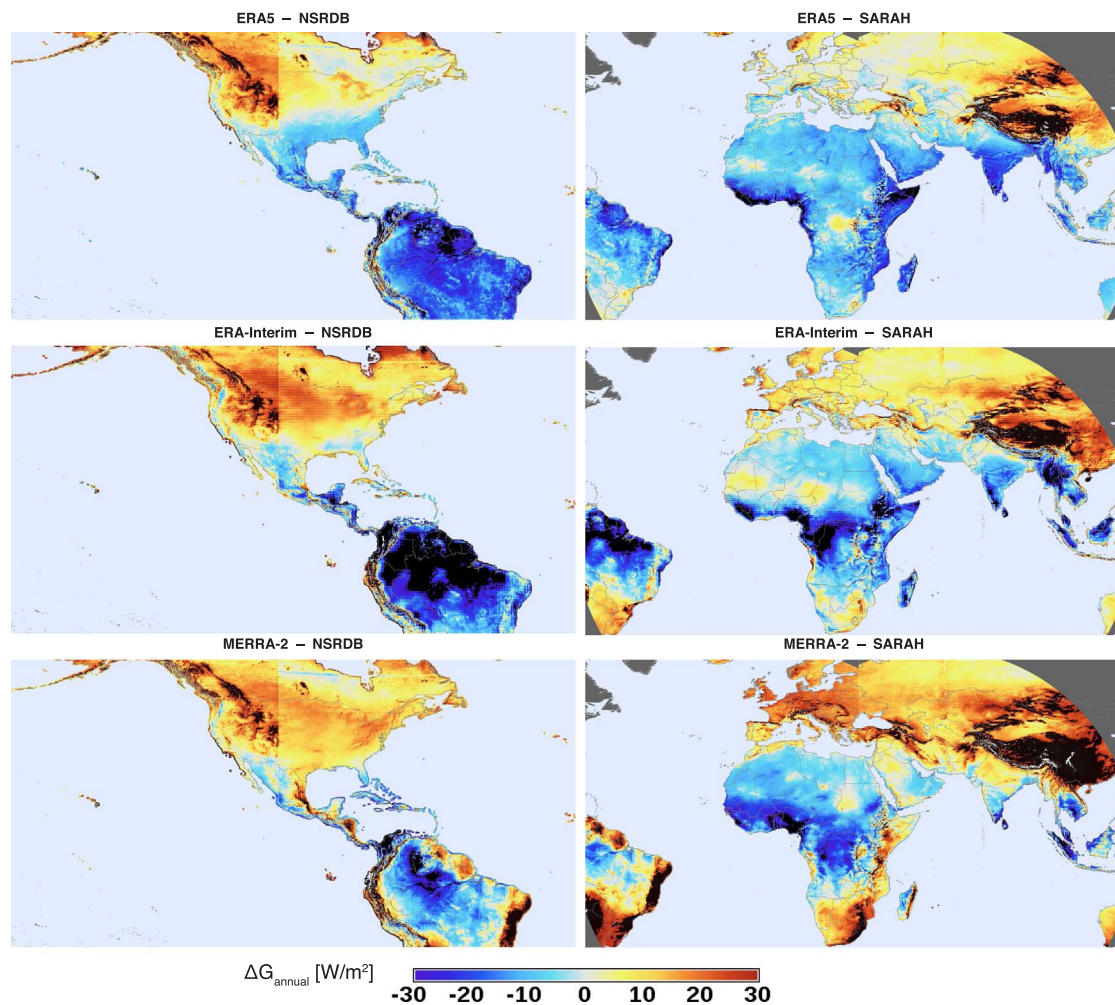 ERA5 – NSRDB
ERA5 – SARAH
ERA-Interim – NSRDB
ERA-Interim – SARAH
MERRA-2 – NSRDB
MERRA-2 – SARAH
ΔG_annual [W/m²]
-30 -20 -10 0 10 20 30